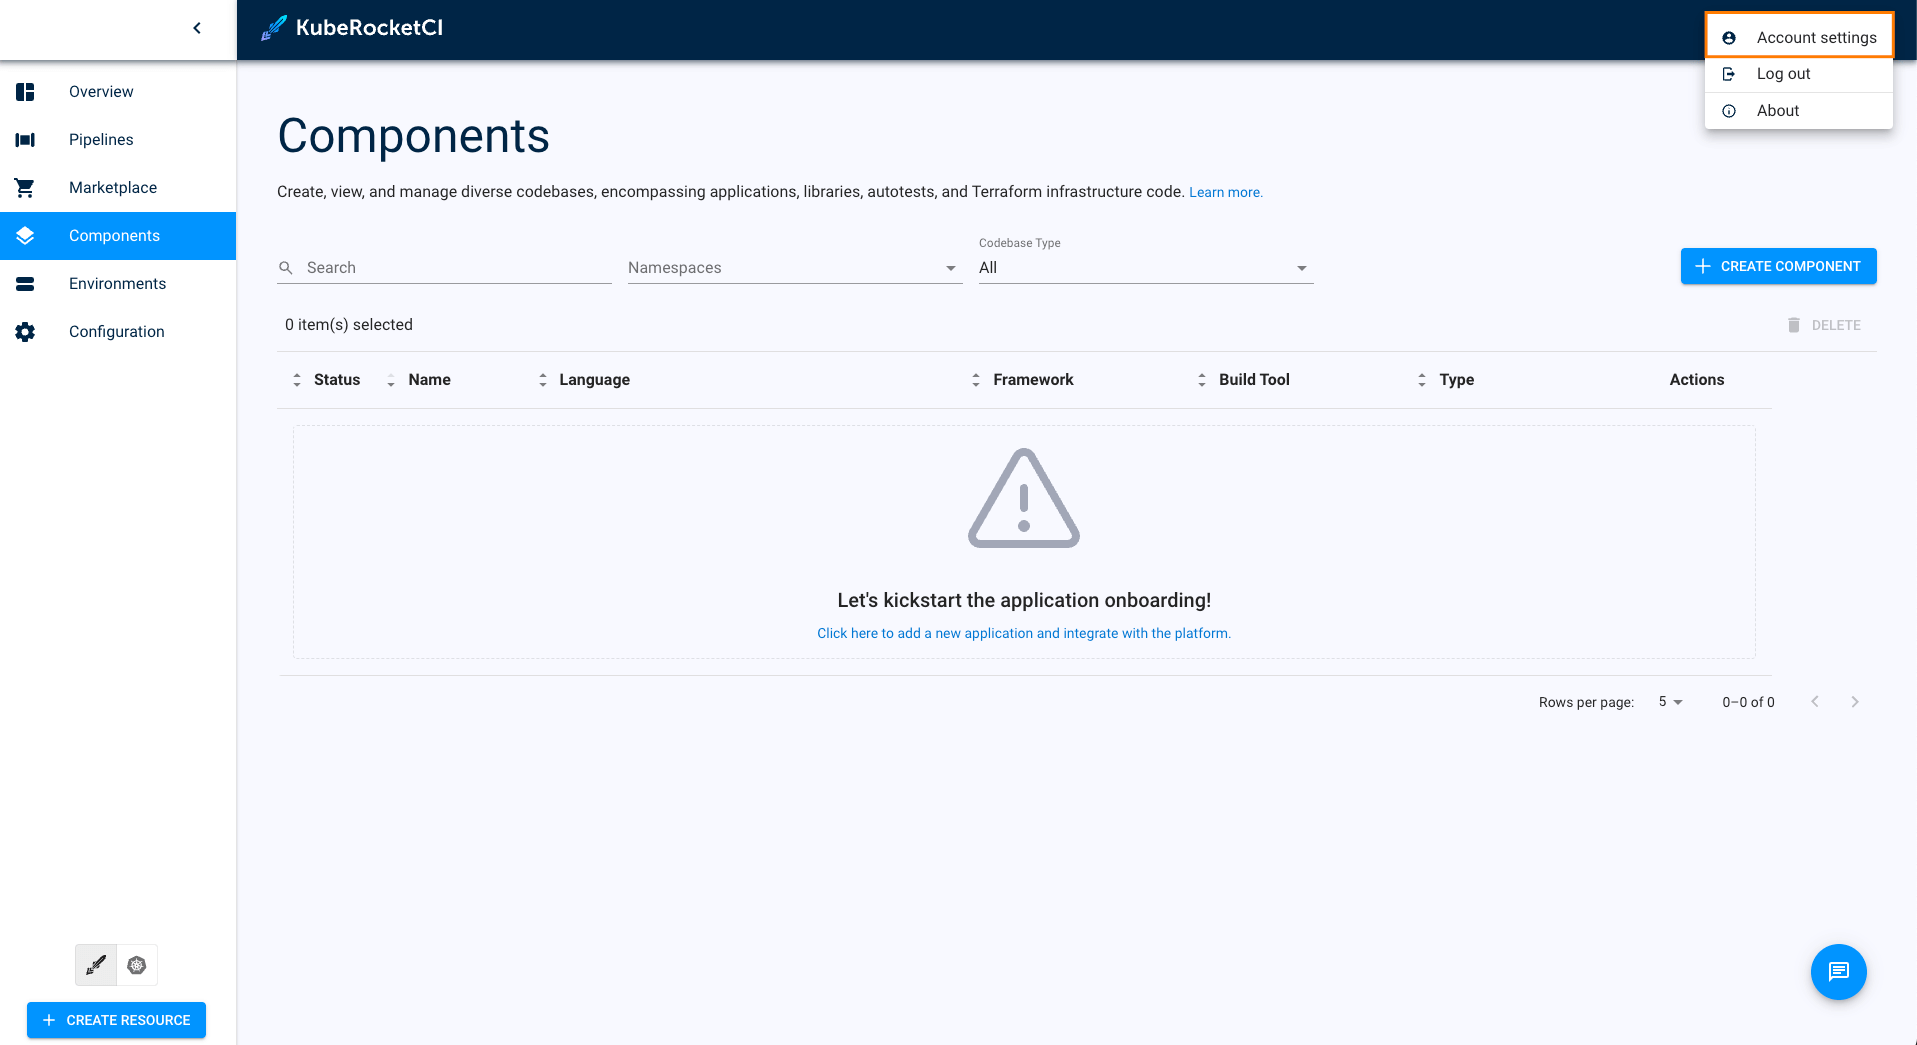 KubeRocketCI
Account settings
Log out
About
Overview
Pipelines
Marketplace
Components
Environments
Configuration
Components
Create, view, and manage diverse codebases, encompassing applications, libraries, autotests, and Terraform infrastructure code. Learn more.
Search
Namespaces
Codebase Type
All
CREATE COMPONENT
0 item(s) selected
DELETE
Status Name Language Framework Build Tool Type Actions
Let's kickstart the application onboarding!
Click here to add a new application and integrate with the platform.
Rows per page: 5 0–0 of 0
CREATE RESOURCE